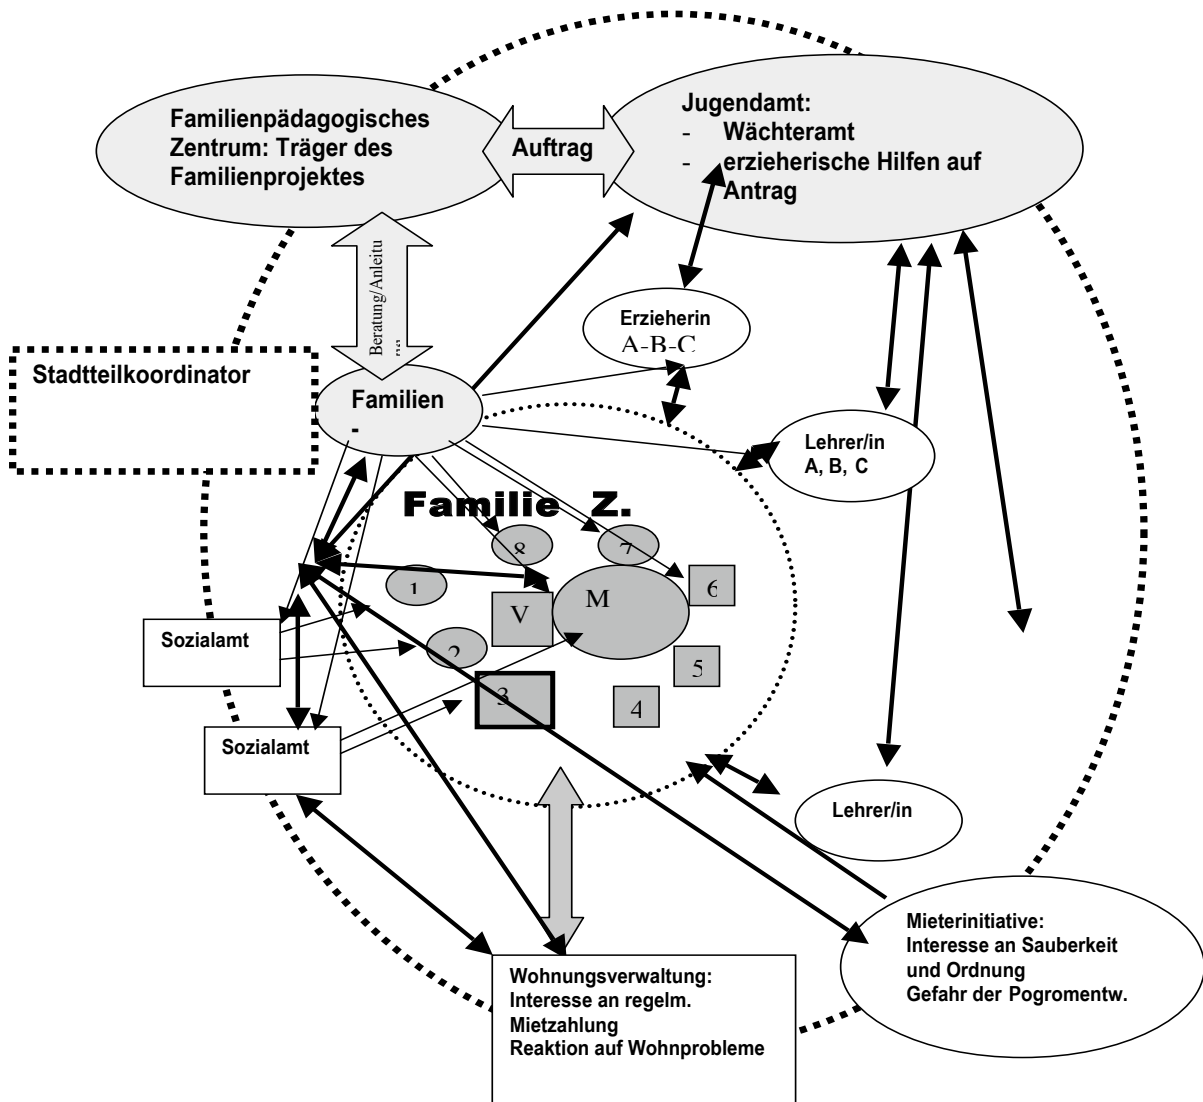 Familienpädagogisches
Zentrum: Träger des
Familienprojektes
Auftrag
Jugendamt:
- Wächteramt
- erzieherische Hilfen auf
Antrag
Beratung/Anleitu
Erzieherin
A-B-C
Stadtteilkoordinator
Familien
-
Lehrer/in
A, B, C
Familie Z.
8
7
1
6
V
M
2
5
3
4
Sozialamt
Sozialamt
Lehrer/in
Mieterinitiative:
Interesse an Sauberkeit
und Ordnung
Gefahr der Pogromentw.
Wohnungsverwaltung:
Interesse an regelm.
Mietzahlung
Reaktion auf Wohnprobleme